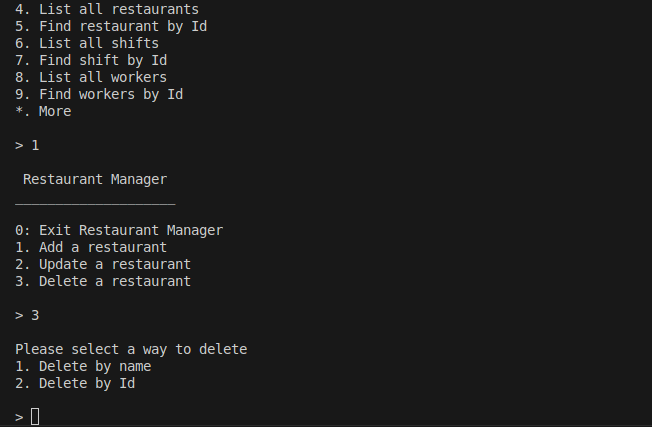 4. List all restaurants
5. Find restaurant by Id
6. List all shifts
7. Find shift by Id
8. List all workers
9. Find workers by Id
*. More
> 1
Restaurant Manager
____________________
0: Exit Restaurant Manager
1. Add a restaurant
2. Update a restaurant
3. Delete a restaurant
> 3
Please select a way to delete
1. Delete by name
2. Delete by Id
>